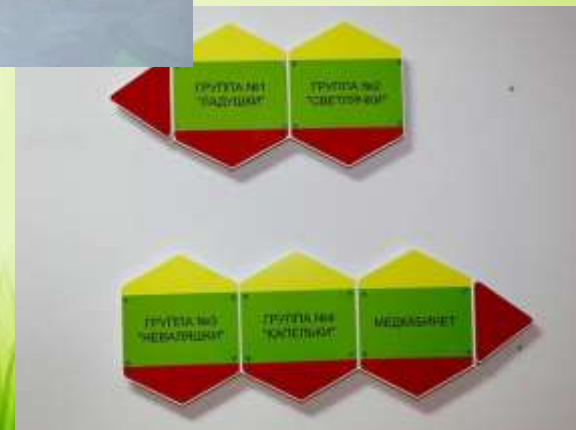 ГРУППА №1
"ЛАДУШКИ"
ГРУППА №2
"СВЕТЛЯЧКИ"
ГРУППА №3
"НЕВАЛЯШКИ"
ГРУППА №4
"КАПЕЛЬКИ"
МЕДКАБИНЕТ